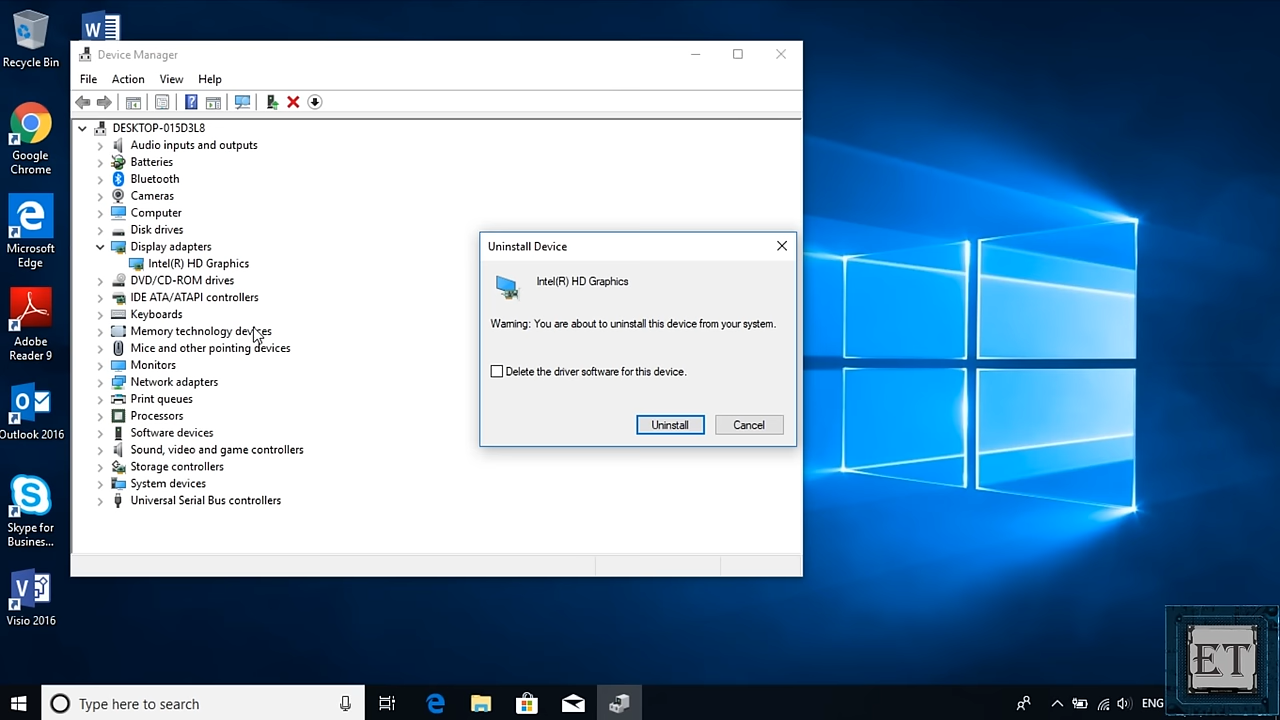 Recycle Bin
Google
Chrome
Microsoft
Edge
Adobe
Reader 9
Outlook 2016
Skype for
Busines...
Visio 2016
Device Manager
File Action View Help
DESKTOP-015D3L8
Audio inputs and outputs
Batteries
Bluetooth
Cameras
Computer
Disk drives
Display adapters
Intel(R) HD Graphics
DVD/CD-ROM drives
IDE ATA/ATAPI controllers
Keyboards
Memory technology devices
Mice and other pointing devices
Monitors
Network adapters
Print queues
Processors
Software devices
Sound, video and game controllers
Storage controllers
System devices
Universal Serial Bus controllers
Uninstall Device
Intel(R) HD Graphics
Warning: You are about to uninstall this device from your system.
Delete the driver software for this device.
Uninstall Cancel
Type here to search
ENG
ET